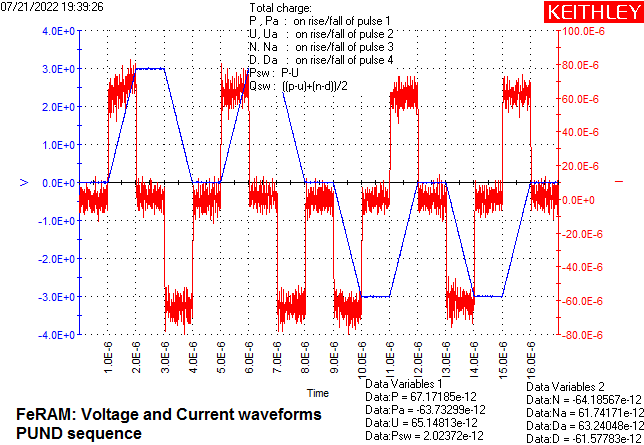 07/21/2022 19:39:26
KEITHLEY
Total charge:
P , Pa : on rise/fall of pulse 1
U, Ua : on rise/fall of pulse 2
N. Na : on rise/fall of pulse 3
D. Da : on rise/fall of pulse 4
Psw : P-U
Qsw : ((p-u)+(n-d))/2
4.0E+0
3.0E+0
2.0E+0
1.0E+0
0.0E+0
-1.0E+0
-2.0E+0
-3.0E+0
-4.0E+0
V
100.0E-6
80.0E-6
60.0E-6
40.0E-6
20.0E-6
0.0E+0
-20.0E-6
-40.0E-6
-60.0E-6
-80.0E-6
I
1.0E-6
2.0E-6
3.0E-6
4.0E-6
5.0E-6
6.0E-6
7.0E-6
8.0E-6
9.0E-6
10.0E-6
11.0E-6
12.0E-6
13.0E-6
14.0E-6
15.0E-6
16.0E-6
Time
Data Variables 1
Data:P = 67.17185e-12
Data:Pa = -63.73299e-12
Data:U = 65.14813e-12
Data:Psw = 2.02372e-12
Data Variables 2
Data:N = -64.18567e-12
Data:Na = 61.74171e-12
Data:Da = 63.24048e-12
Data:D = -61.57783e-12
FeRAM: Voltage and Current waveforms
PUND sequence